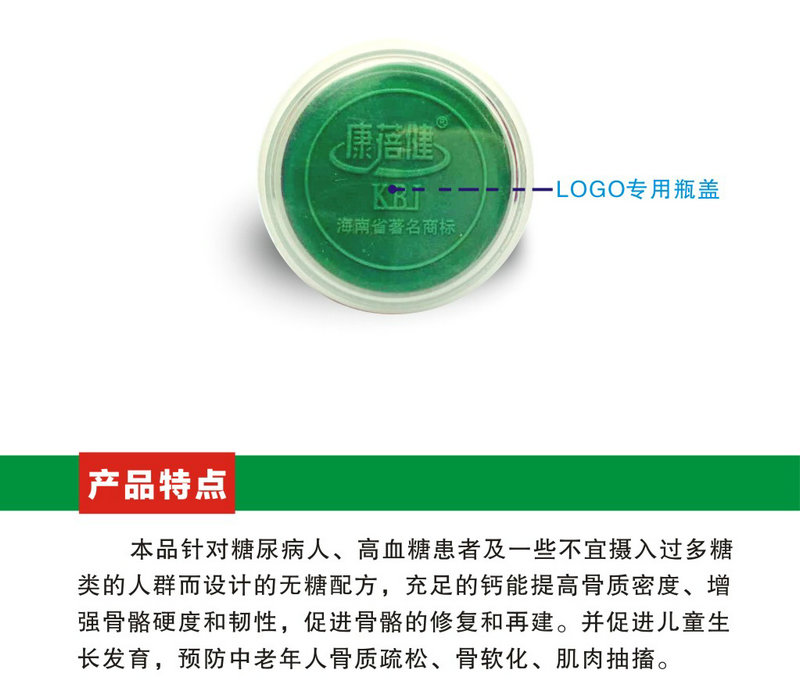 康蓓健®
KBJ
海南省著名商标
LOGO专用瓶盖
产品特点
本品针对糖尿病人、高血糖患者及一些不宜摄入过多糖
类的人群而设计的无糖配方，充足的钙能提高骨质密度、增
强骨骼硬度和韧性，促进骨骼的修复和再建。并促进儿童生
长发育，预防中老年人骨质疏松、骨软化、肌肉抽搐。